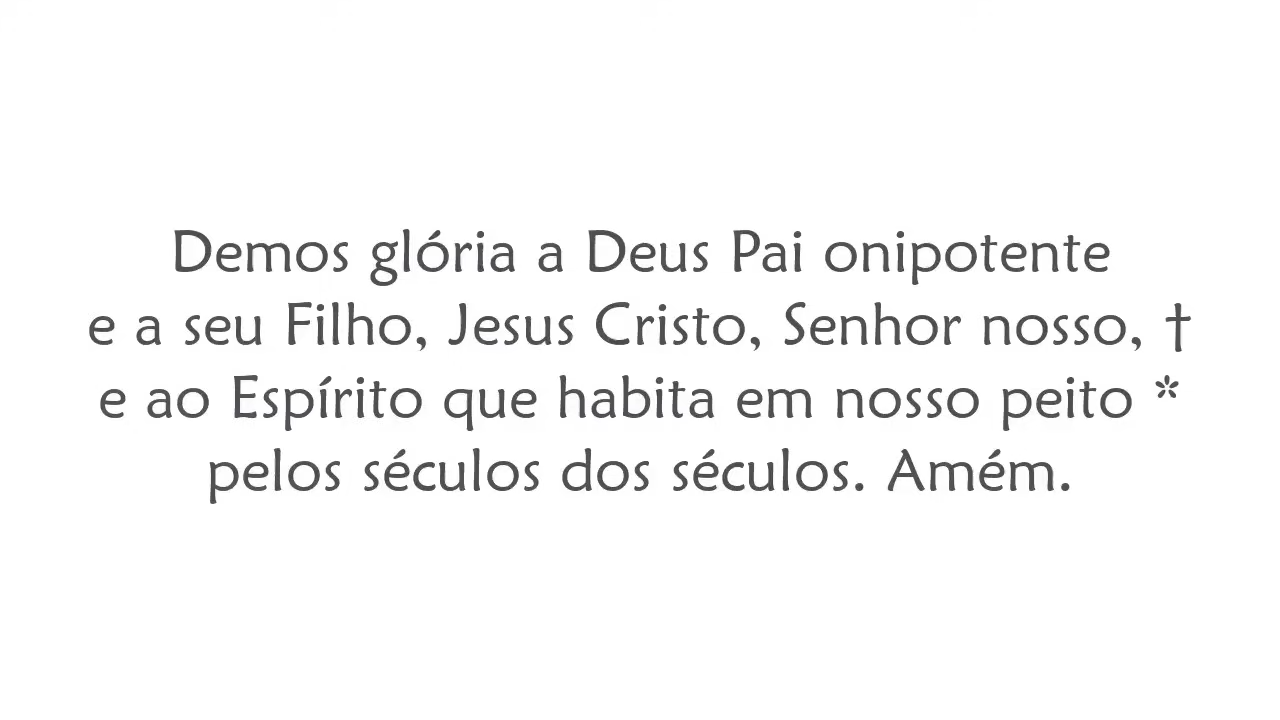 Demos glória a Deus Pai onipotente
e a seu Filho, Jesus Cristo, Senhor nosso, †
e ao Espírito que habita em nosso peito *
pelos séculos dos séculos. Amém.